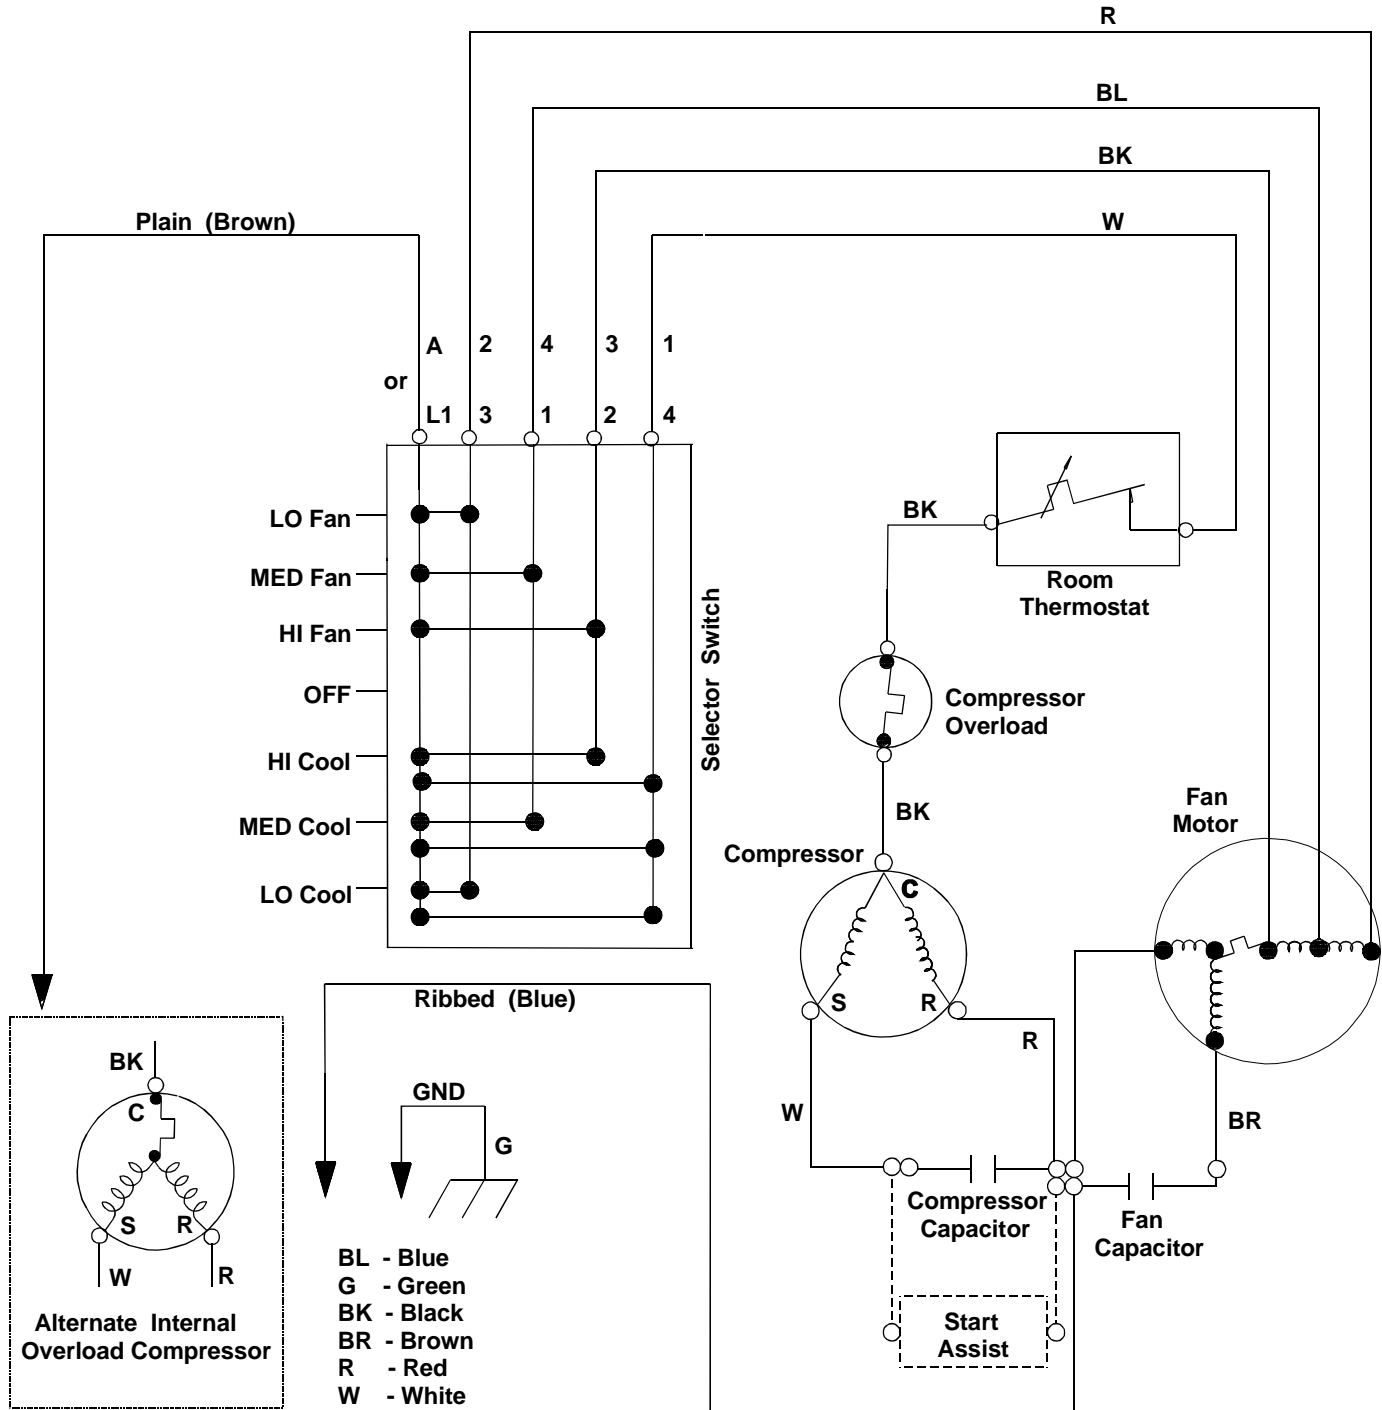 R
BL
BK
Plain (Brown)
W
A 2 4 3 1
or
L1 3 1 2 4
LO Fan
MED Fan
HI Fan
OFF
HI Cool
MED Cool
LO Cool
Selector Switch
BK
Room
Thermostat
Compressor
Overload
BK
Compressor
C
S R
Fan
Motor
R
W
BR
Compressor
Capacitor
Fan
Capacitor
Start
Assist
Ribbed (Blue)
GND
G
BK
C
S R
W R
Alternate Internal
Overload Compressor
BL - Blue
G - Green
BK - Black
BR - Brown
R - Red
W - White